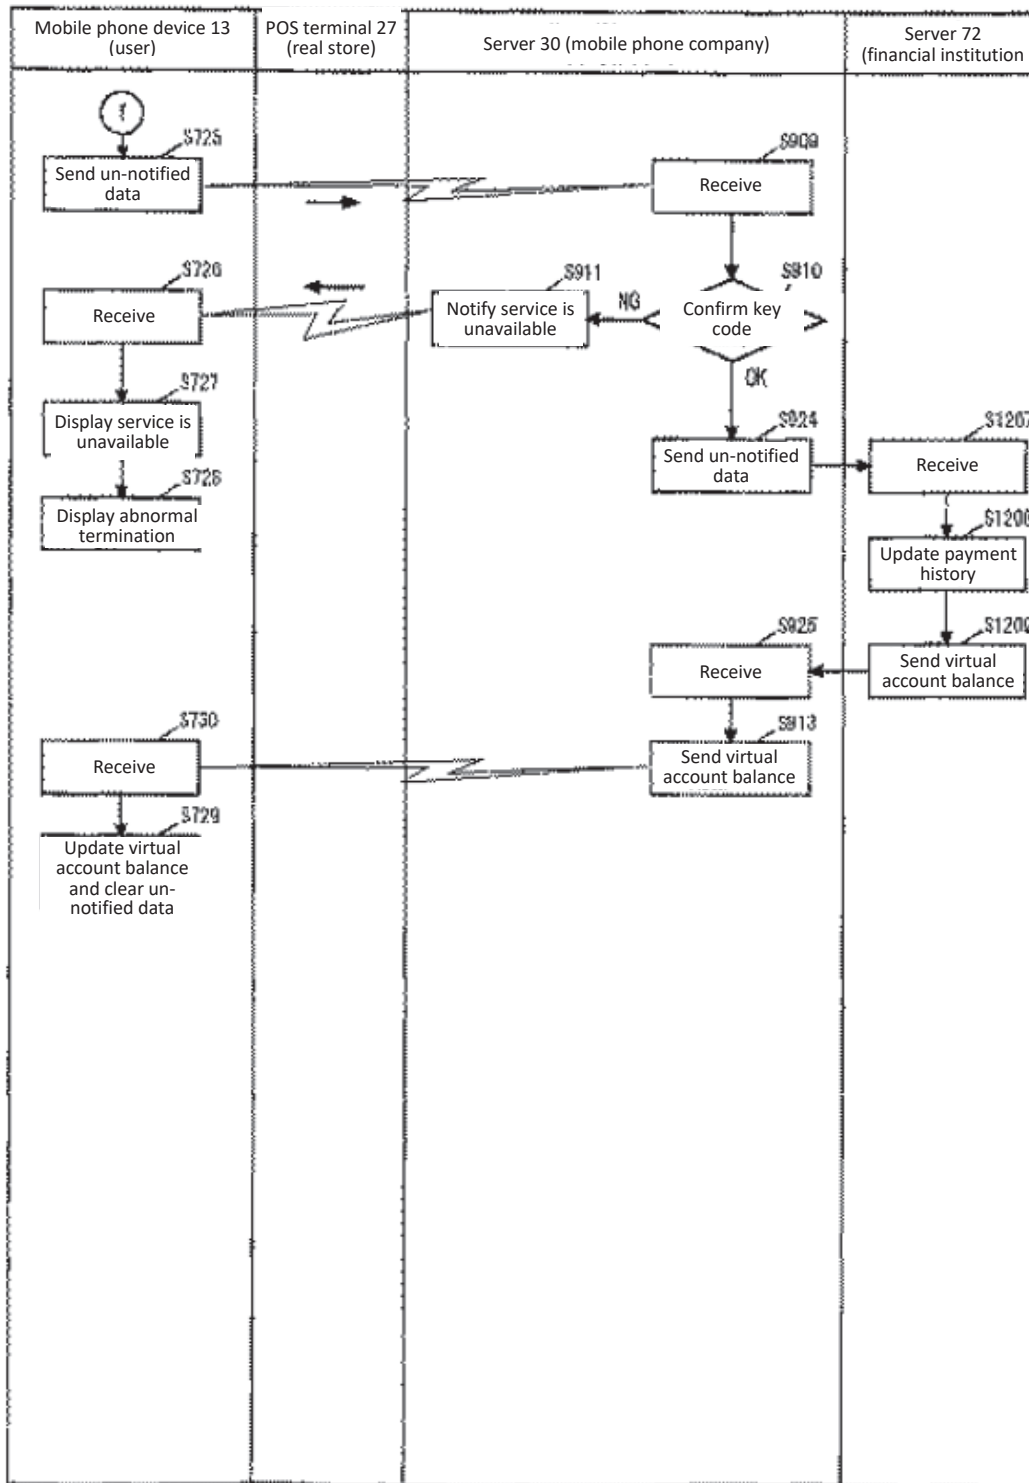 Mobile phone device 13
(user)
POS terminal 27
(real store)
Server 30 (mobile phone company)
Server 72
(financial institution
S725
Send un-notified
data
S909
Receive
S726
Receive
S911
Notify service is
unavailable
NG
S910
Confirm key
code
OK
S727
Display service is
unavailable
S924
Send un-notified
data
S1207
Receive
S728
Display abnormal
termination
S1208
Update payment
history
S925
Receive
S1209
Send virtual
account balance
S730
Receive
S913
Send virtual
account balance
S729
Update virtual
account balance
and clear un-
notified data